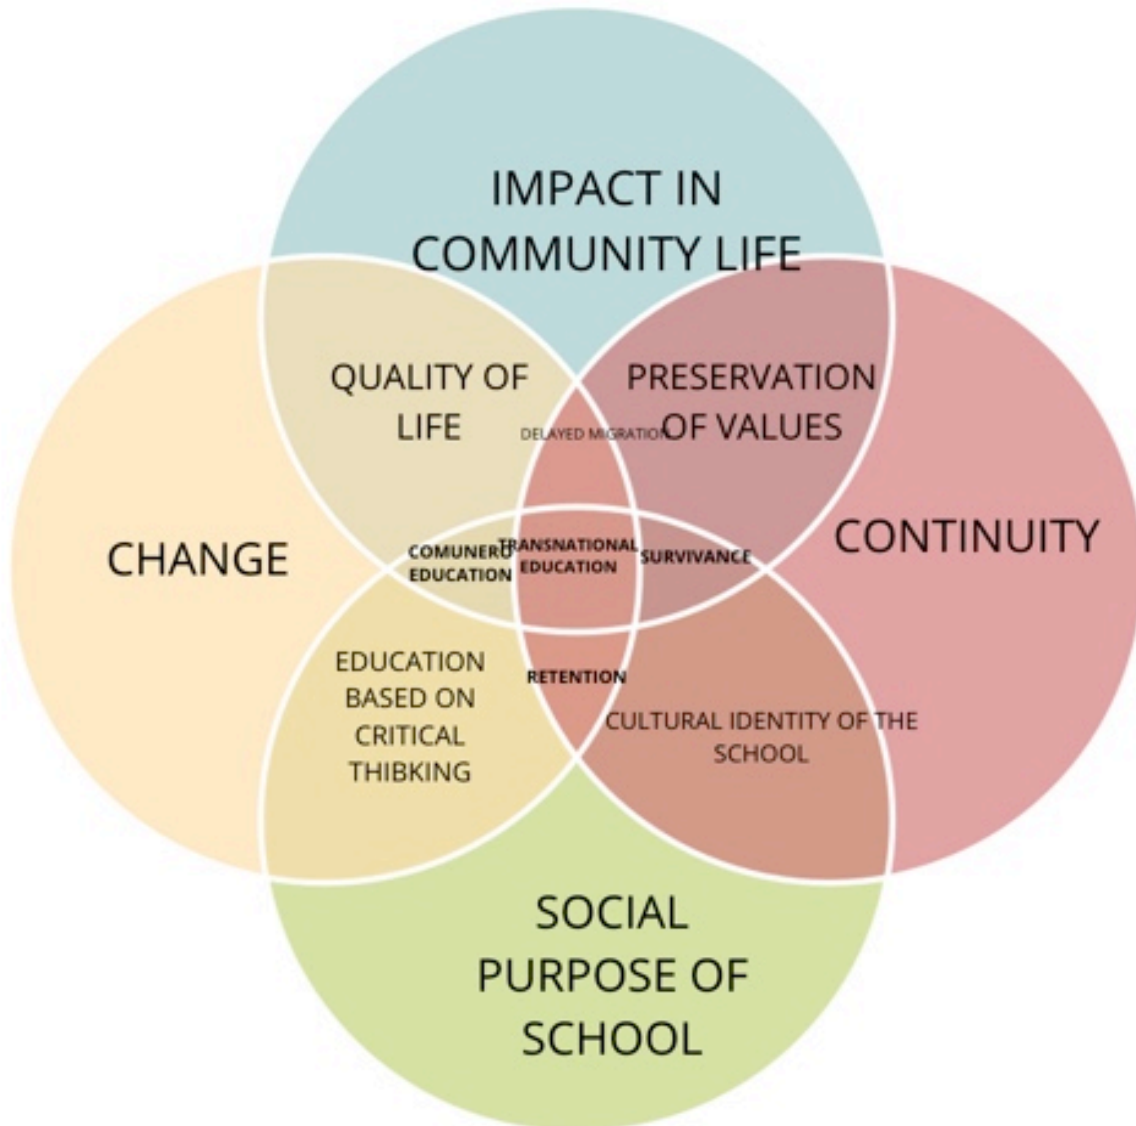 IMPACT IN
COMMUNITY LIFE
QUALITY OF
LIFE
PRESERVATION
OF VALUES
DELAYED MIGRATION
CHANGE
CONTINUITY
COMUNERO
EDUCATION
TRANSNATIONAL
EDUCATION
SURVIVANCE
EDUCATION
BASED ON
CRITICAL
THIBKING
RETENTION
CULTURAL IDENTITY OF THE
SCHOOL
SOCIAL
PURPOSE OF
SCHOOL